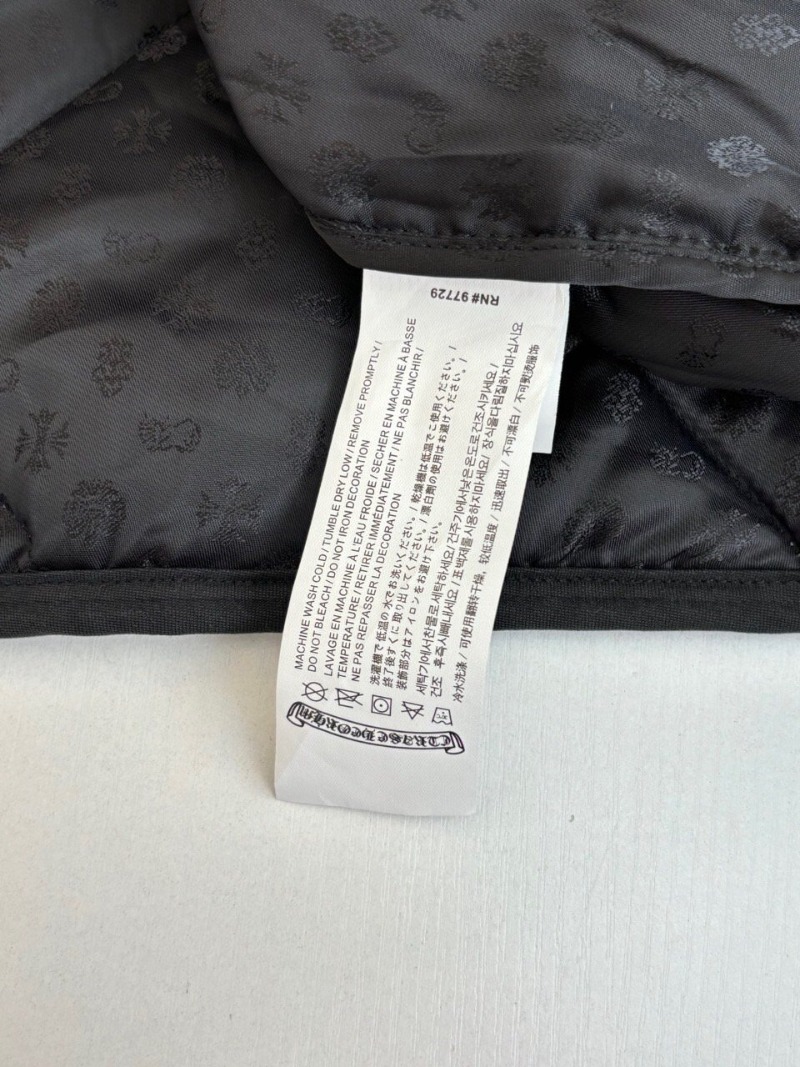 RN# 97729
MACHINE WASH COLD / TUMBLE DRY LOW / REMOVE PROMPTLY /
DO NOT BLEACH / DO NOT IRON DECORATION
LAVAGE EN MACHINE À L'EAU FROIDE / SECHER EN MACHINE À BASSE
TEMPERATURE / RETIRER IMMÉDIATEMENT / NE PAS BLANCHIR /
NE PAS REPASSER LA DECORATION
洗濯機で低温の水でお洗いください。/ 乾燥機は低温でご使用ください。/
終了後すぐに取り出してください。/ 漂白剤の使用はお避けください。/
装飾部分はアイロンをお避け下さい。
세탁기에서찬물로세탁하세요/ 건주기에서낮은온도로건조시키세요 /
건조 후즉시빼내세요 / 표백제를시용하지마세요/ 장식을다림질하지마십시요
冷水洗涤 / 可使用翻转干燥，较低温度 / 迅速取出 / 不可漂白 / 不可熨烫服饰